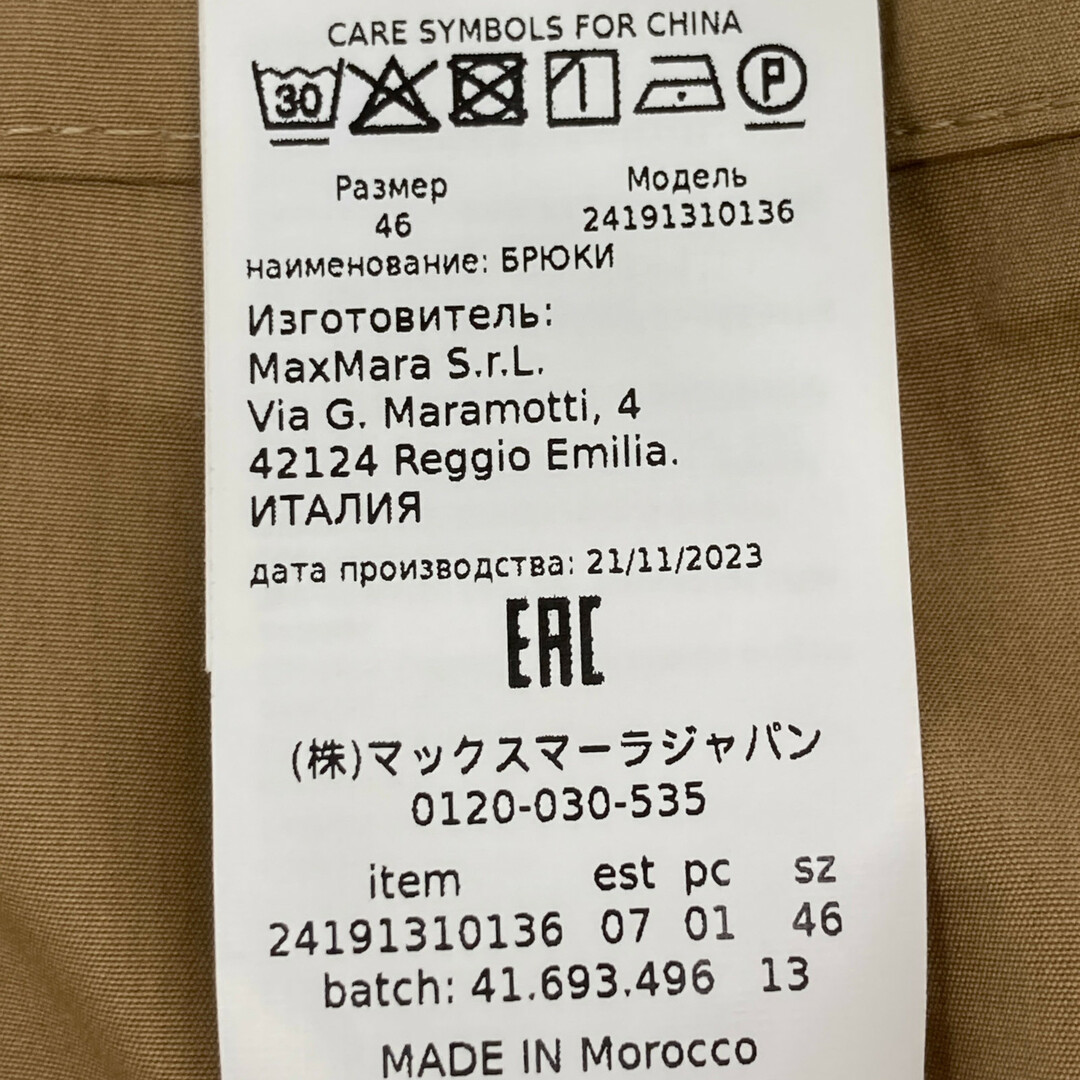 CARE SYMBOLS FOR CHINA
30 P
Размер Модель
46 24191310136
наименование: БРЮКИ
Изготовитель:
MaxMara S.r.L.
Via G. Maramotti, 4
42124 Reggio Emilia.
ИТАЛИЯ
дата производства: 21/11/2023
EAC
(株)マックスマーラジャパン
0120-030-535
item est pc sz
24191310136 07 01 46
batch: 41.693.496 13
MADE IN Morocco